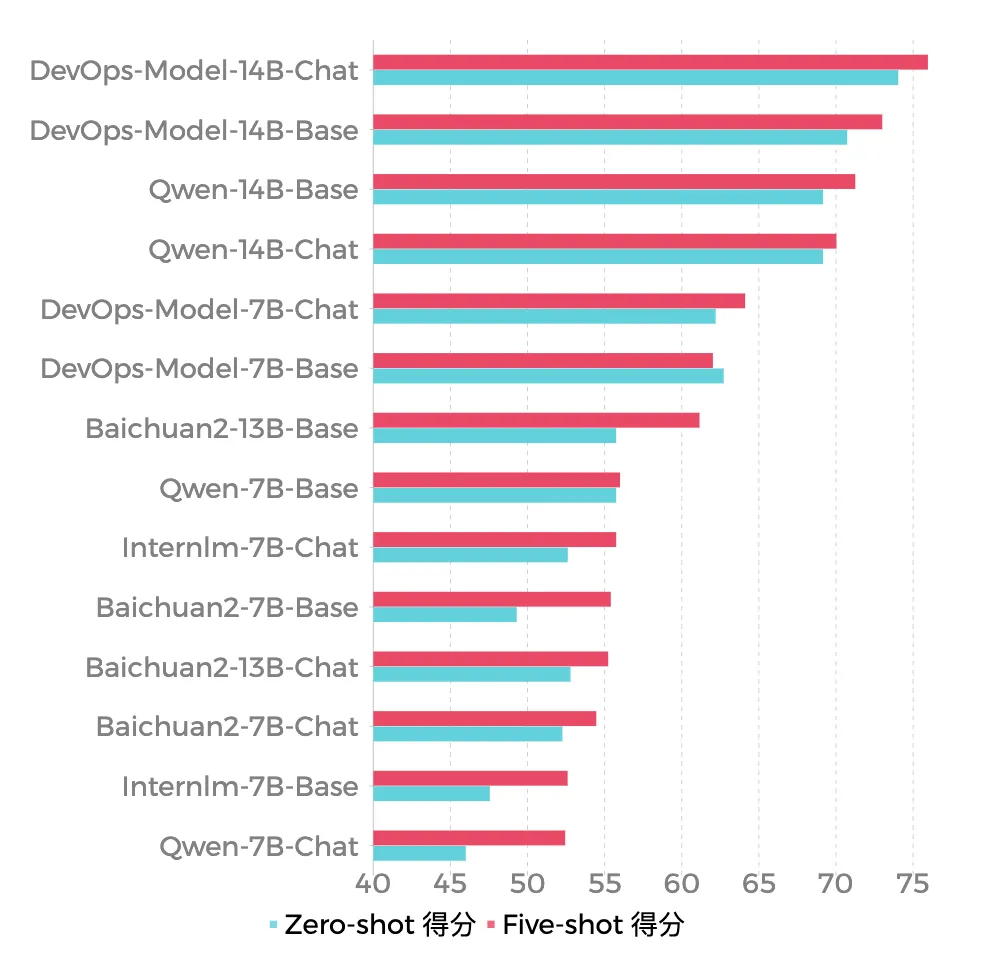 DevOps-Model-14B-Chat
DevOps-Model-14B-Base
Qwen-14B-Base
Qwen-14B-Chat
DevOps-Model-7B-Chat
DevOps-Model-7B-Base
Baichuan2-13B-Base
Qwen-7B-Base
Internlm-7B-Chat
Baichuan2-7B-Base
Baichuan2-13B-Chat
Baichuan2-7B-Chat
Internlm-7B-Base
Qwen-7B-Chat
40 45 50 55 60 65 70 75
Zero-shot 得分 Five-shot 得分